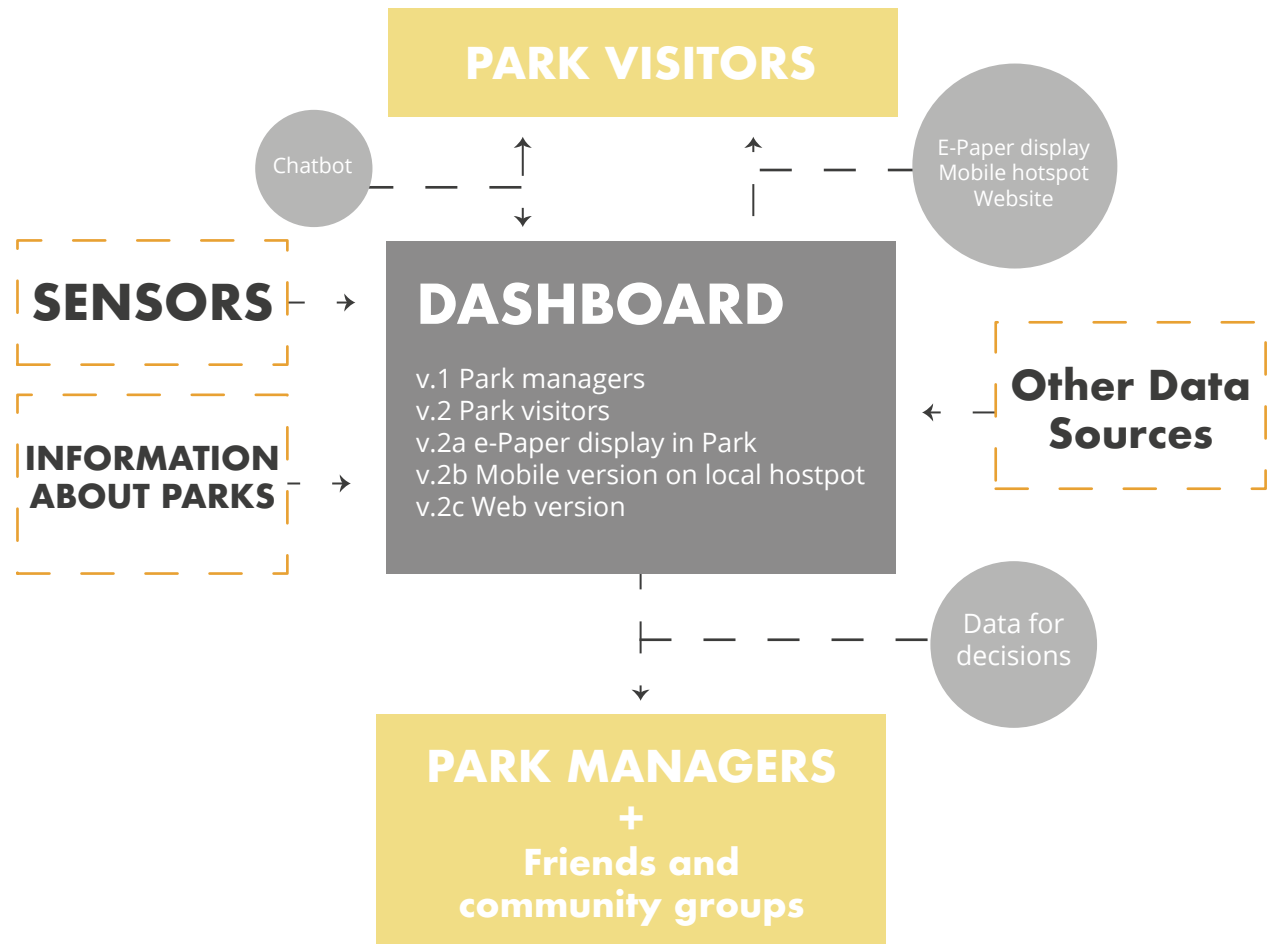 PARK VISITORS
Chatbot
E-Paper display
Mobile hotspot
Website
SENSORS
INFORMATION
ABOUT PARKS
DASHBOARD
v.1 Park managers
v.2 Park visitors
v.2a e-Paper display in Park
v.2b Mobile version on local hostpot
v.2c Web version
Other Data
Sources
Data for
decisions
PARK MANAGERS
+
Friends and
community groups